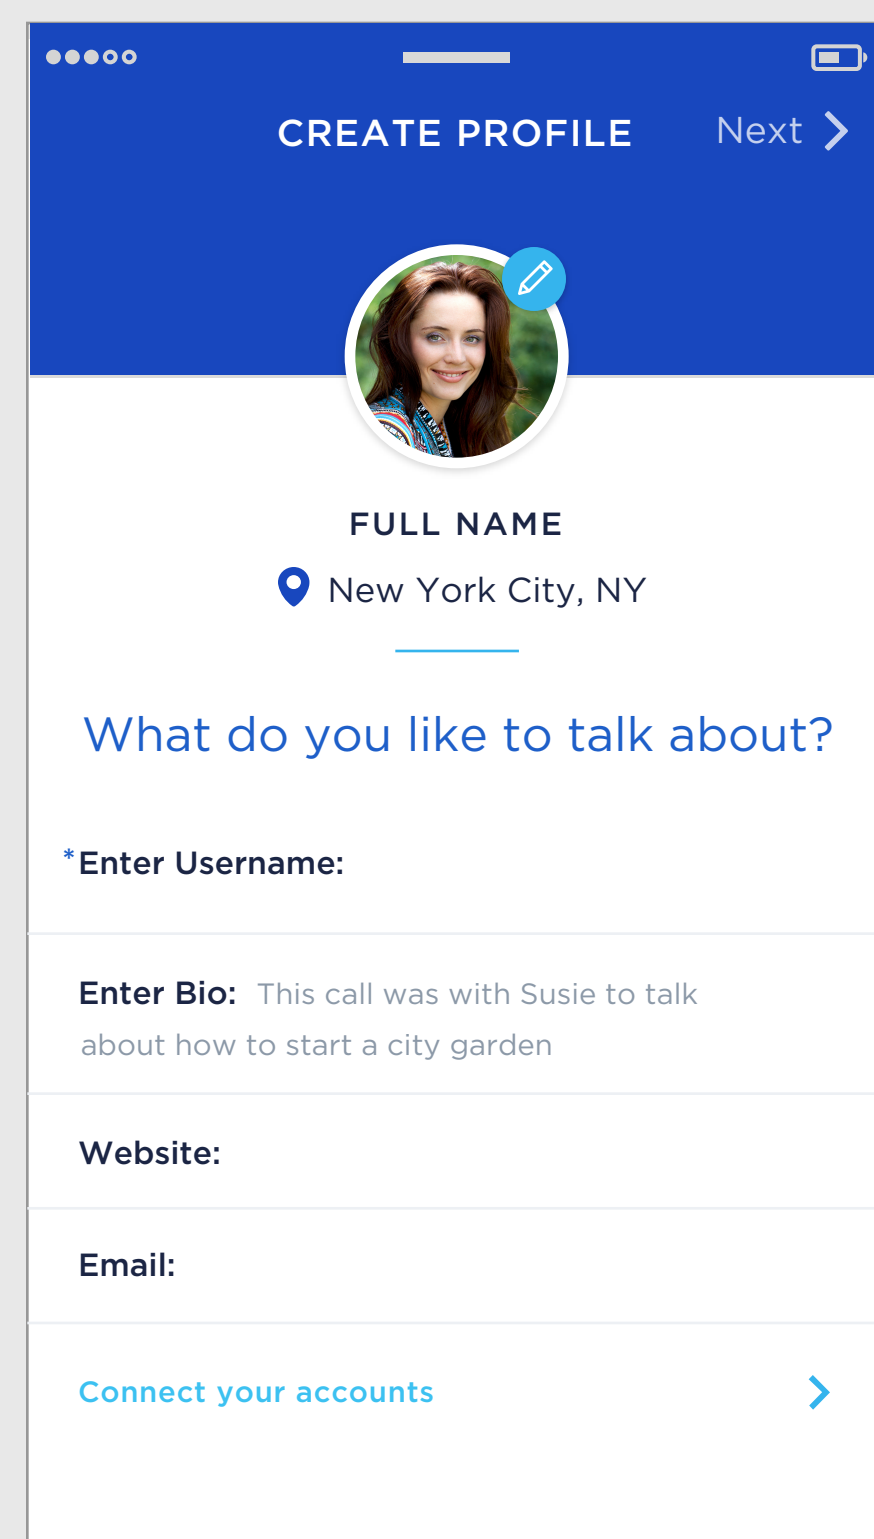 CREATE PROFILE Next
FULL NAME
New York City, NY
What do you like to talk about?
*Enter Username:
Enter Bio: This call was with Susie to talk
about how to start a city garden
Website:
Email:
Connect your accounts